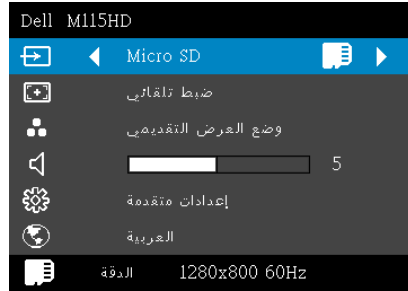 Dell M115HD
Micro SD
ضبط تلقائي
وضع العرض التقديمي
5
إعدادات متقدمة
العربية
الدقة 1280x800 60Hz